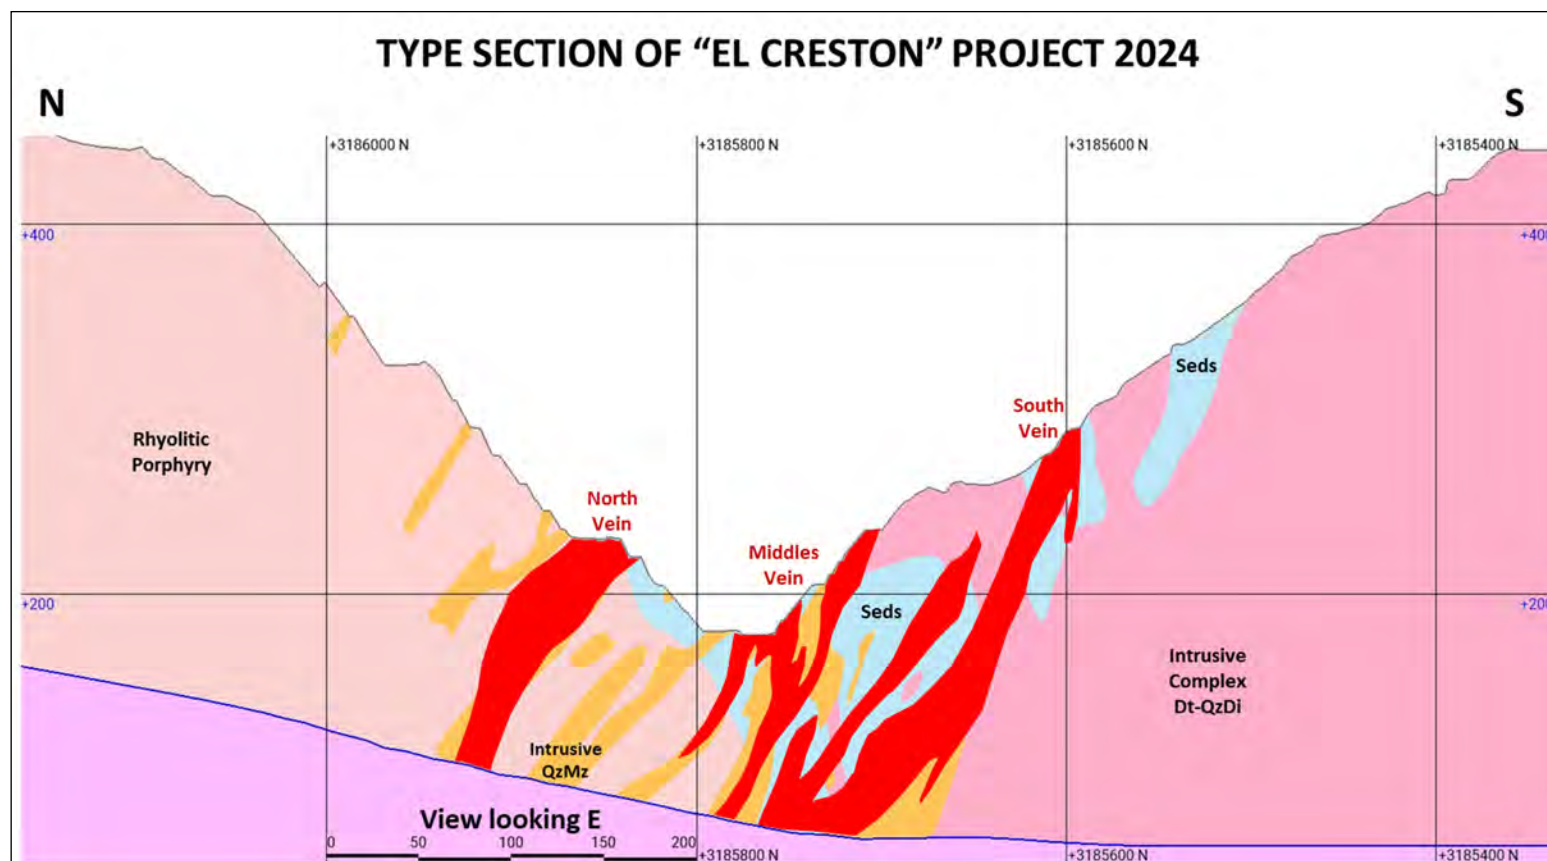 TYPE SECTION OF “EL CRESTON” PROJECT 2024
N
S
+3186000 N
+3185800 N
+3185600 N
+3185400 N
+400
+400
Seds
South
Vein
Rhyolitic
Porphyry
North
Vein
Middles
Vein
+200
Seds
+200
Intrusive
Complex
Dt-QzDi
Intrusive
QzMz
View looking E
0
50
100
150
200
+3185800 N
+3185600 N
+3185400 N